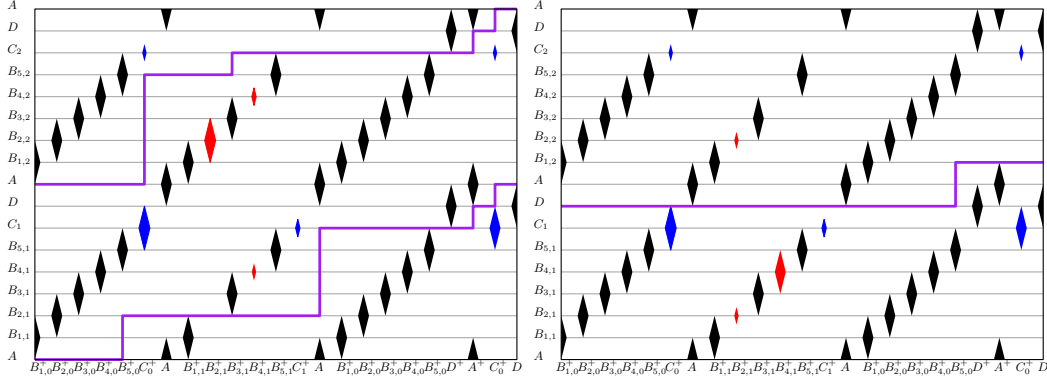 A A
D D
C₂ C₂
B₅,₂ B₅,₂
B₄,₂ B₄,₂
B₃,₂ B₃,₂
B₂,₂ B₂,₂
B₁,₂ B₁,₂
A A
D D
C₁ C₁
B₅,₁ B₅,₁
B₄,₁ B₄,₁
B₃,₁ B₃,₁
B₂,₁ B₂,₁
B₁,₁ B₁,₁
A A
B⁺₁,₀ B⁺₂,₀ B⁺₃,₀ B⁺₄,₀ B⁺₅,₀ C⁺₀ A B⁺₁,₁ B⁺₂,₁ B⁺₃,₁ B⁺₄,₁ B⁺₅,₁ C⁺₁ A B⁺₁,₀ B⁺₂,₀ B⁺₃,₀ B⁺₄,₀ B⁺₅,₀ D⁺ A⁺ C⁺₀ D B⁺₁,₀ B⁺₂,₀ B⁺₃,₀ B⁺₄,₀ B⁺₅,₀ C⁺₀ A B⁺₁,₁ B⁺₂,₁ B⁺₃,₁ B⁺₄,₁ B⁺₅,₁ C⁺₁ A B⁺₁,₀ B⁺₂,₀ B⁺₃,₀ B⁺₄,₀ B⁺₅,₀ D⁺ A⁺ C⁺₀ D